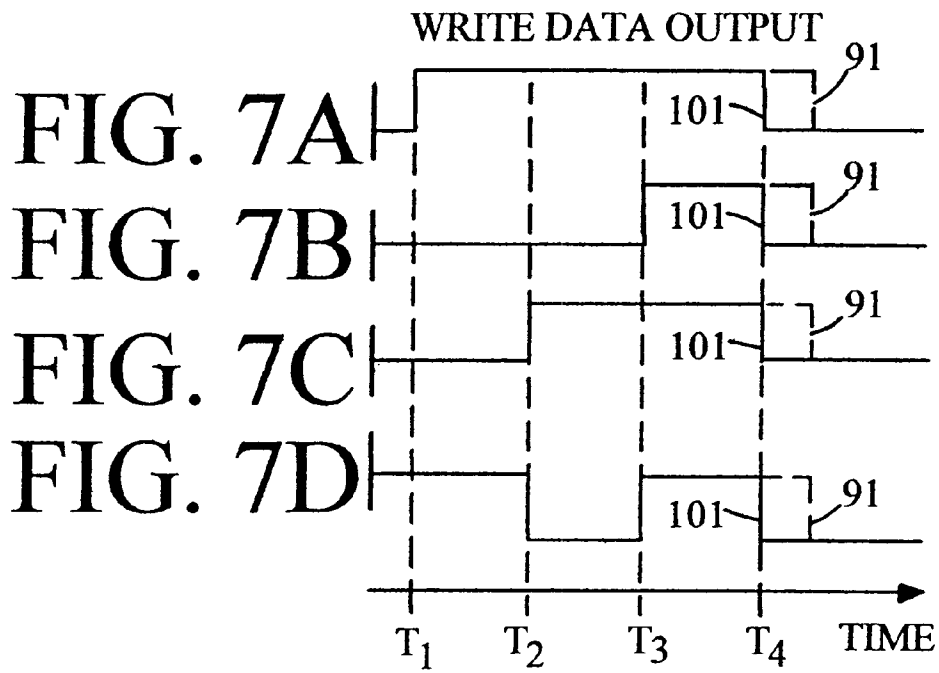 WRITE DATA OUTPUT
FIG. 7A
101
91
FIG. 7B
101
91
FIG. 7C
101
91
FIG. 7D
101
91
T1 T2 T3 T4 TIME